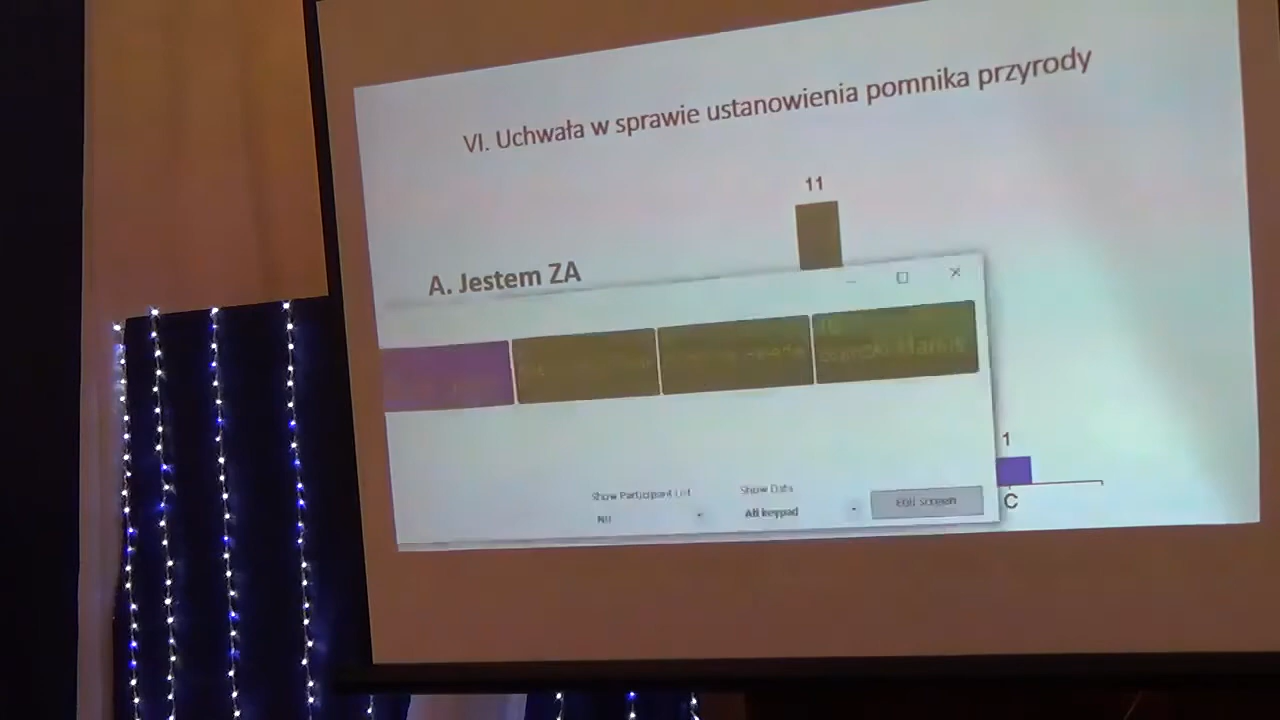 VI. Uchwała w sprawie ustanowienia pomnika przyrody
11
A. Jestem ZA
1
C
Show Participant List
Show Data
All keypad
Edit screen